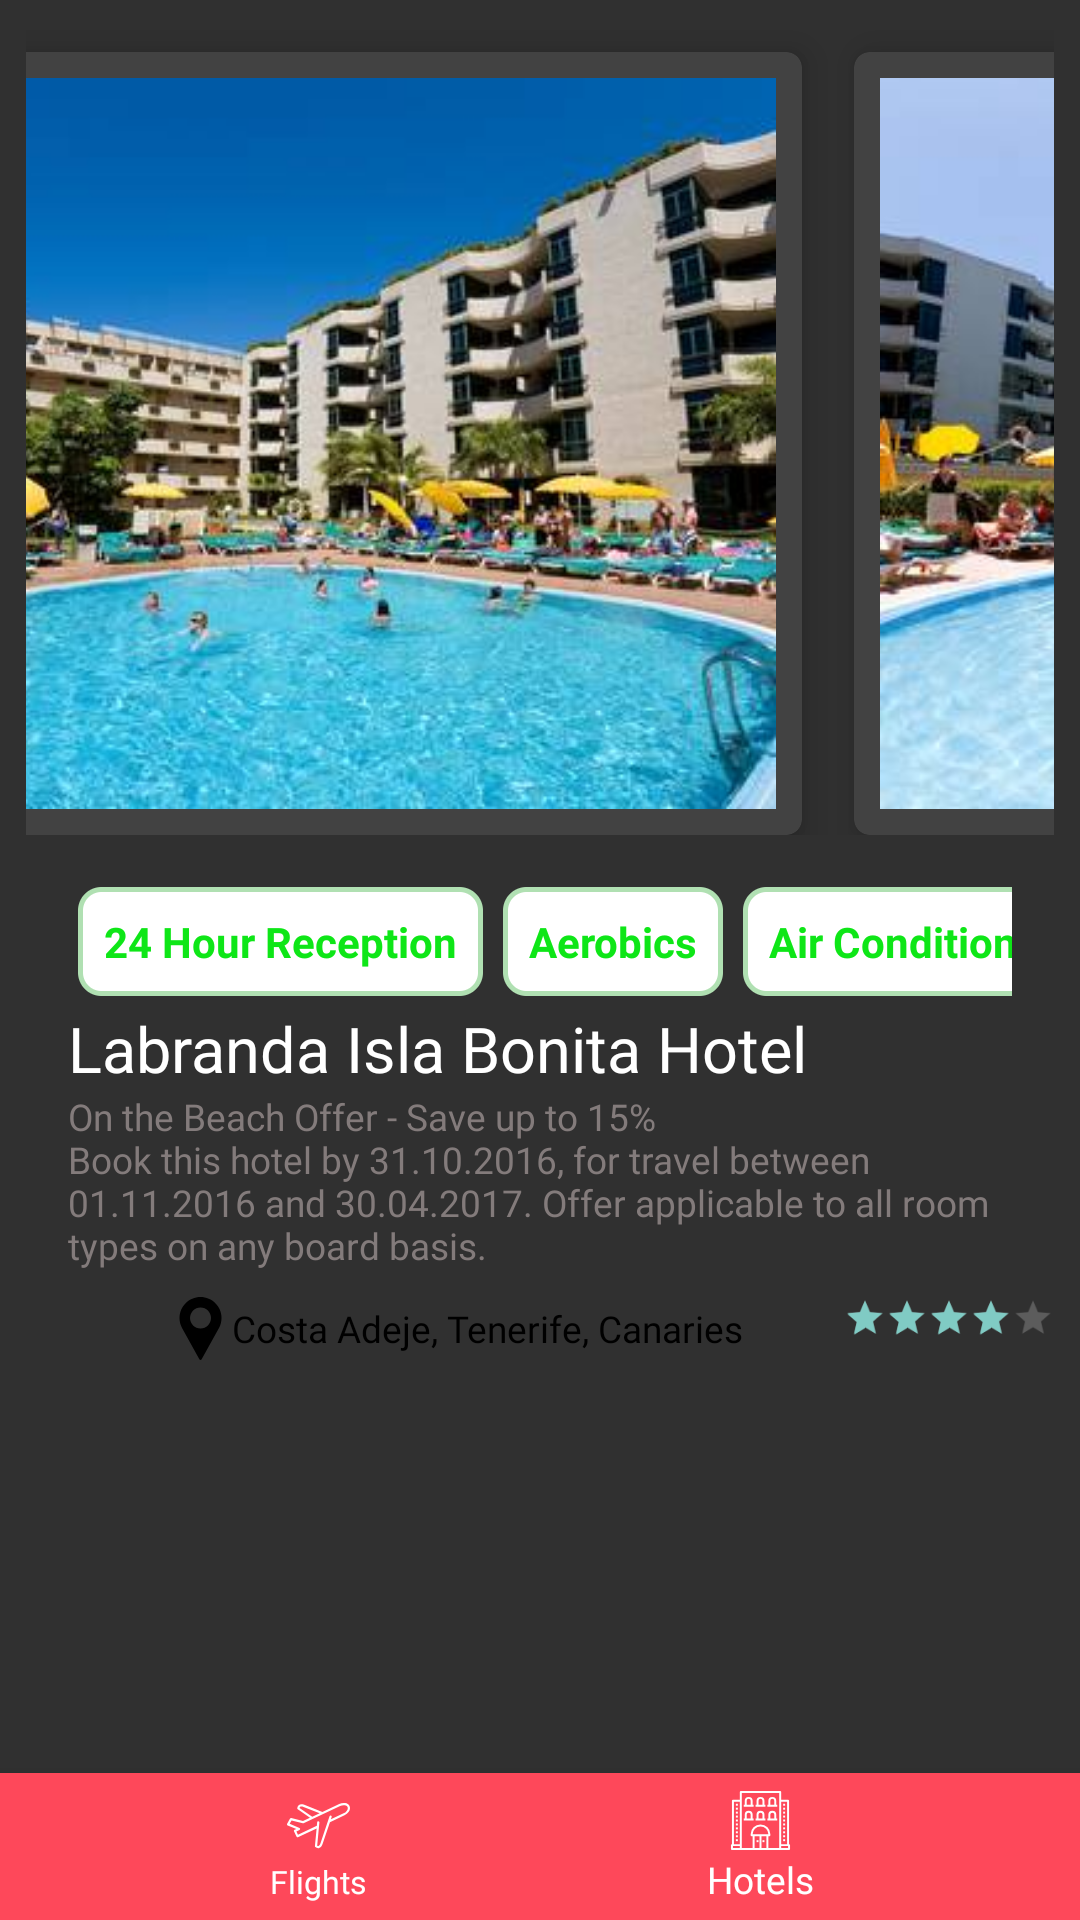 24 Hour Reception
Aerobics
Air Condition
Labranda Isla Bonita Hotel
On the Beach Offer - Save up to 15%
Book this hotel by 31.10.2016, for travel between
01.11.2016 and 30.04.2017. Offer applicable to all room
types on any board basis.
Costa Adeje, Tenerife, Canaries
Flights
Hotels